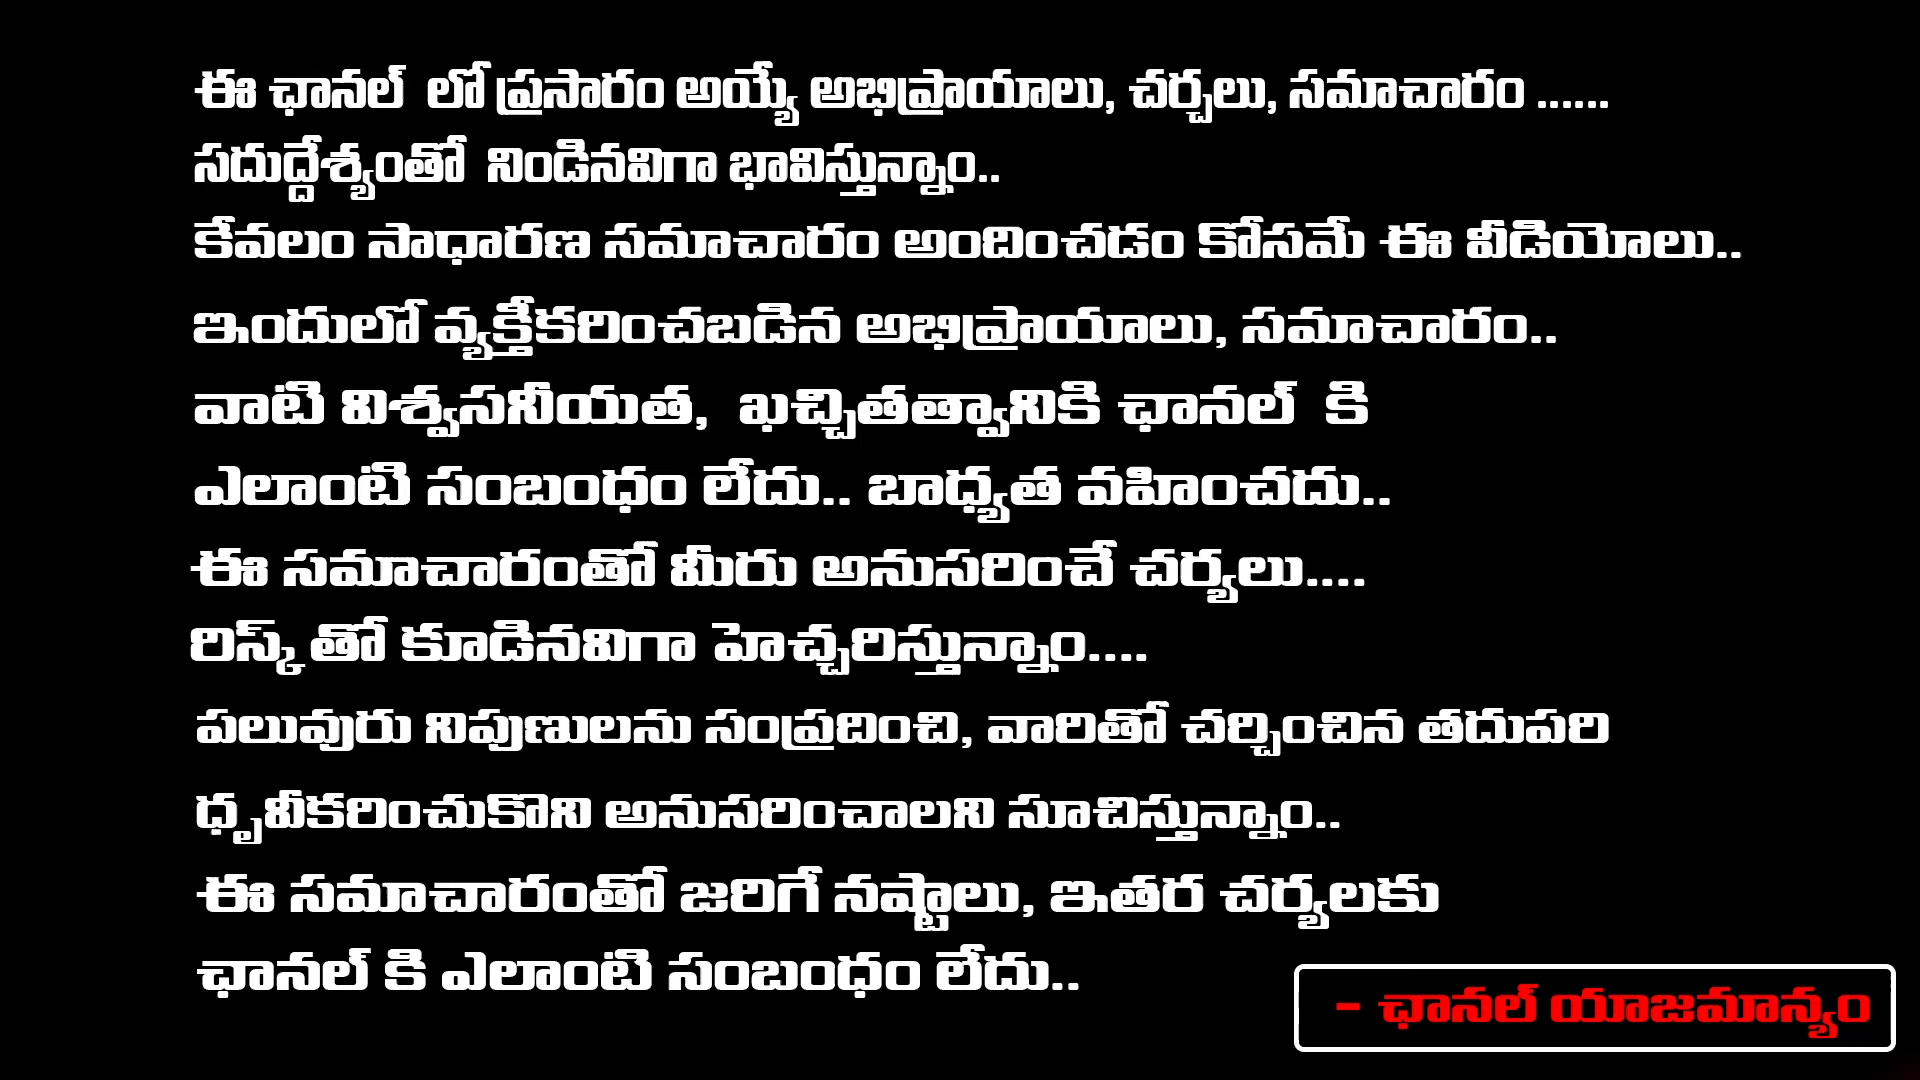 ఈ ఛానల్ లో ప్రసారం అయ్యే అభిప్రాయాలు, చర్చలు, సమాచారం ......
సదుద్దేశ్యంతో నిండినవిగా భావిస్తున్నాం..
కేవలం సాధారణ సమాచారం అందించడం కోసమే ఈ వీడియోలు..
ఇందులో వ్యక్తీకరించబడిన అభిప్రాయాలు, సమాచారం..
వాటి విశ్వసనీయత, ఖచ్చితత్వానికి ఛానల్ కి
ఎలాంటి సంబంధం లేదు.. బాధ్యత వహించదు..
ఈ సమాచారంతో మీరు అనుసరించే చర్యలు....
రిస్క్ తో కూడినవిగా హెచ్చరిస్తున్నాం....
పలువురు నిపుణులను సంప్రదించి, వారితో చర్చించిన తదుపరి
ధృవీకరించుకొని అనుసరించాలని సూచిస్తున్నాం..
ఈ సమాచారంతో జరిగే నష్టాలు, ఇతర చర్యలకు
ఛానల్ కి ఎలాంటి సంబంధం లేదు..
- ఛానల్ యాజమాన్యం